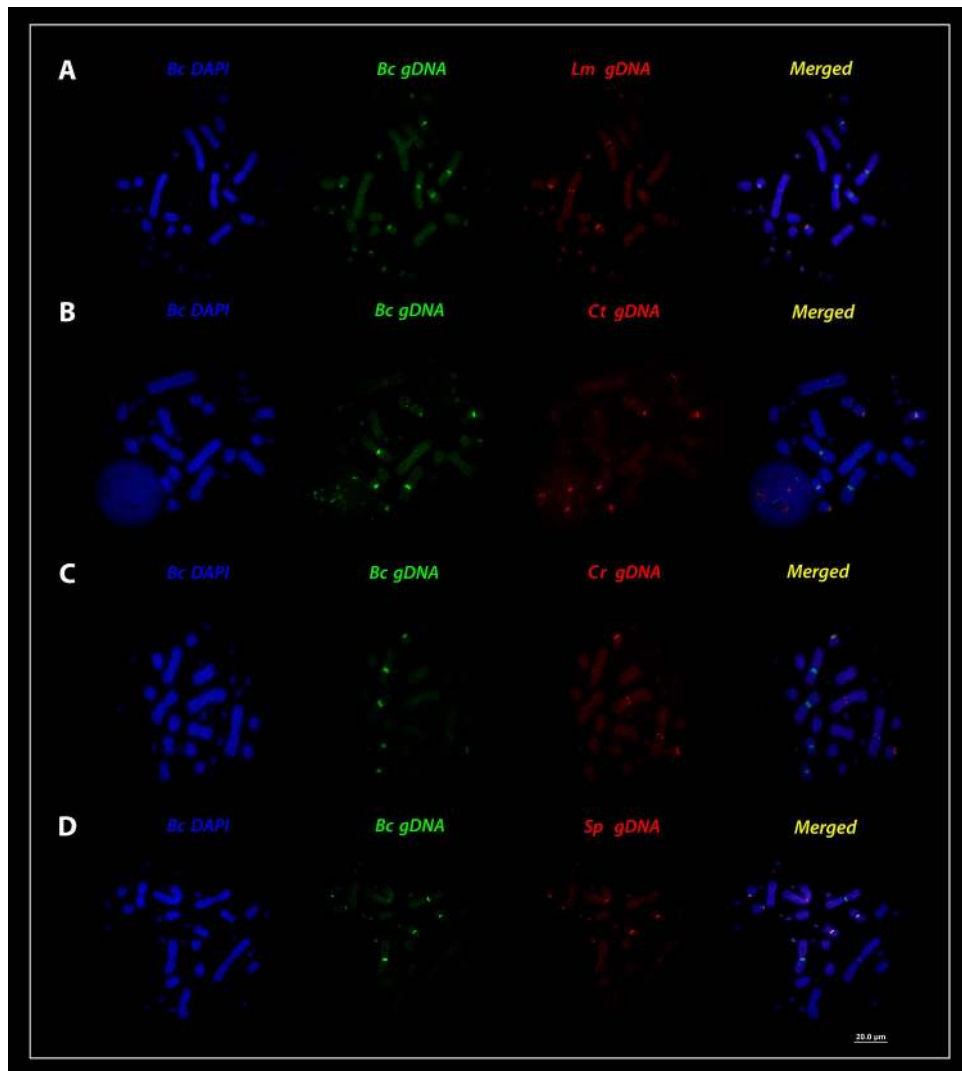 A Bc DAPI Bc gDNA Lm gDNA Merged
B Bc DAPI Bc gDNA Ct gDNA Merged
C Bc DAPI Bc gDNA Cr gDNA Merged
D Bc DAPI Bc gDNA Sp gDNA Merged
20.0 µm